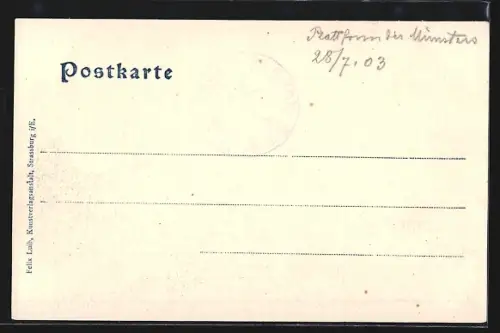 Plattform des Münsters
28/7.03
Postkarte
Felix Luib, Kunstverlagsanstalt, Strassburg i/E.